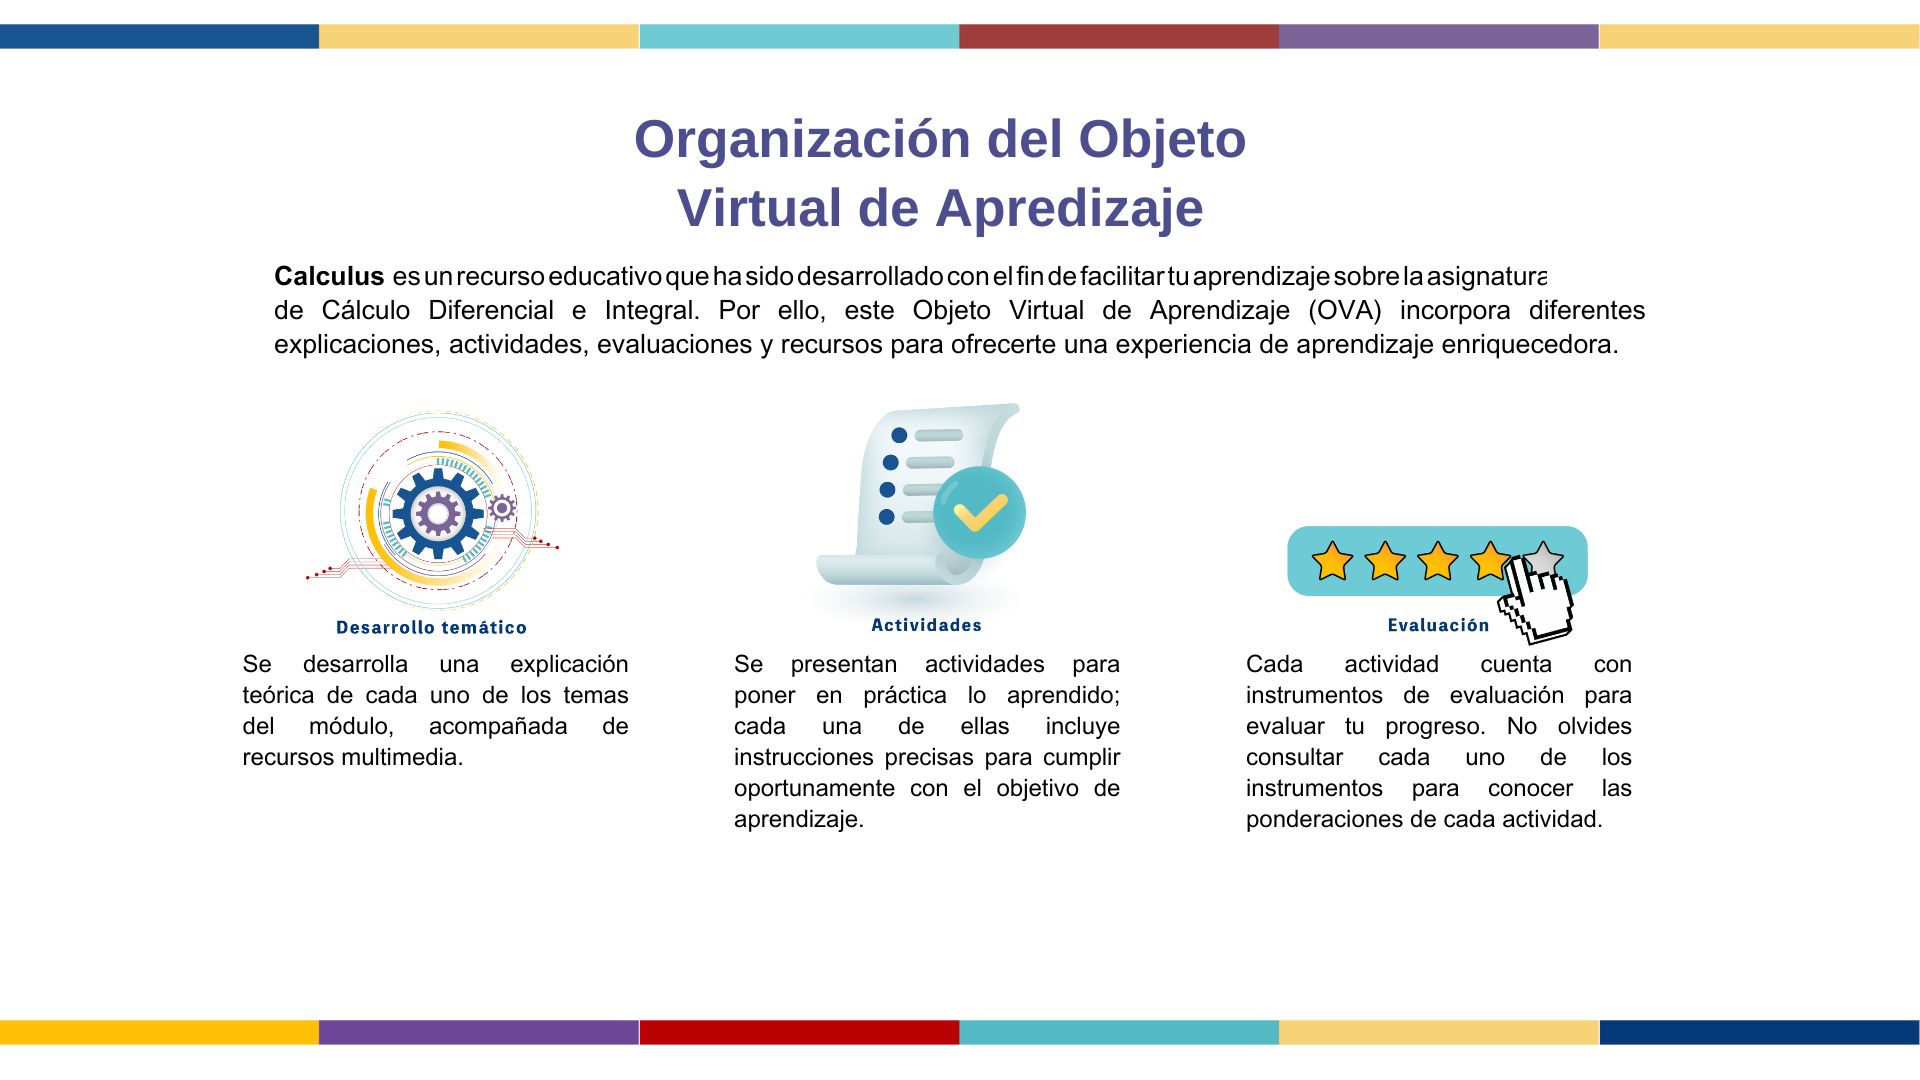 Organización del Objeto
Virtual de Apredizaje
Calculus es un recurso educativo que ha sido desarrollado con el fin de facilitar tu aprendizaje sobre la asignatura
de Cálculo Diferencial e Integral. Por ello, este Objeto Virtual de Aprendizaje (OVA) incorpora diferentes
explicaciones, actividades, evaluaciones y recursos para ofrecerte una experiencia de aprendizaje enriquecedora.
Desarrollo temático
Se desarrolla una explicación
teórica de cada uno de los temas
del módulo, acompañada de
recursos multimedia.
Actividades
Se presentan actividades para
poner en práctica lo aprendido;
cada una de ellas incluye
instrucciones precisas para cumplir
oportunamente con el objetivo de
aprendizaje.
Evaluación
Cada actividad cuenta con
instrumentos de evaluación para
evaluar tu progreso. No olvides
consultar cada uno de los
instrumentos para conocer las
ponderaciones de cada actividad.